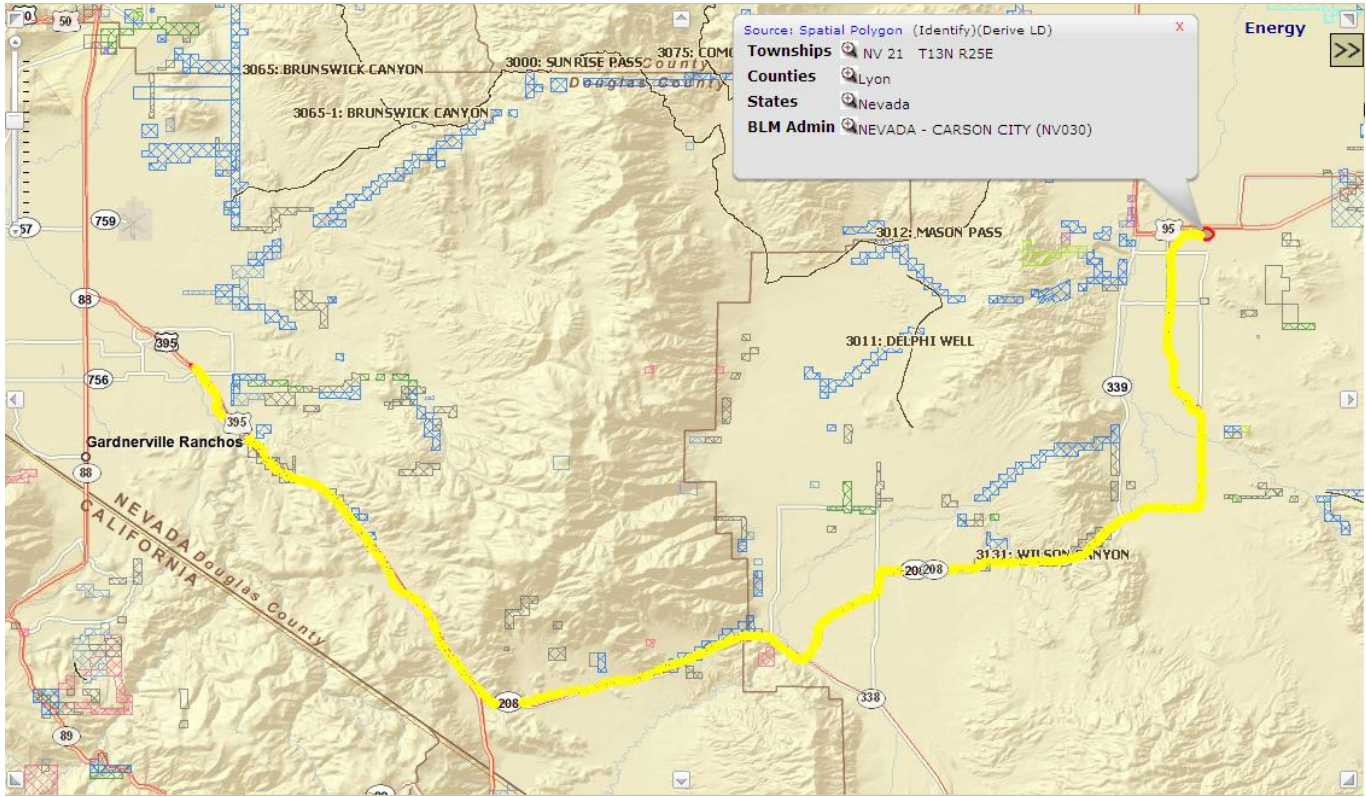 50
3075: COMO
3000: SUNRISE PASS
County
3065: BRUNSWICK CANYON
Douglas County
3065-1: BRUNSWICK CANYON
Source: Spatial Polygon (Identify)(Derive LD)
X
Townships NV 21 T13N R25E
Counties Lyon
States Nevada
BLM Admin NEVADA - CARSON CITY (NV030)
Energy
>>
759
57
3012: MASON PASS
95
88
395
3011: DELPHI WELL
756
339
395
Gardnerville Ranchos
88
NEVADA
CALIFORNIA
Douglas County
3131: WILSON CANYON
208
208
338
89